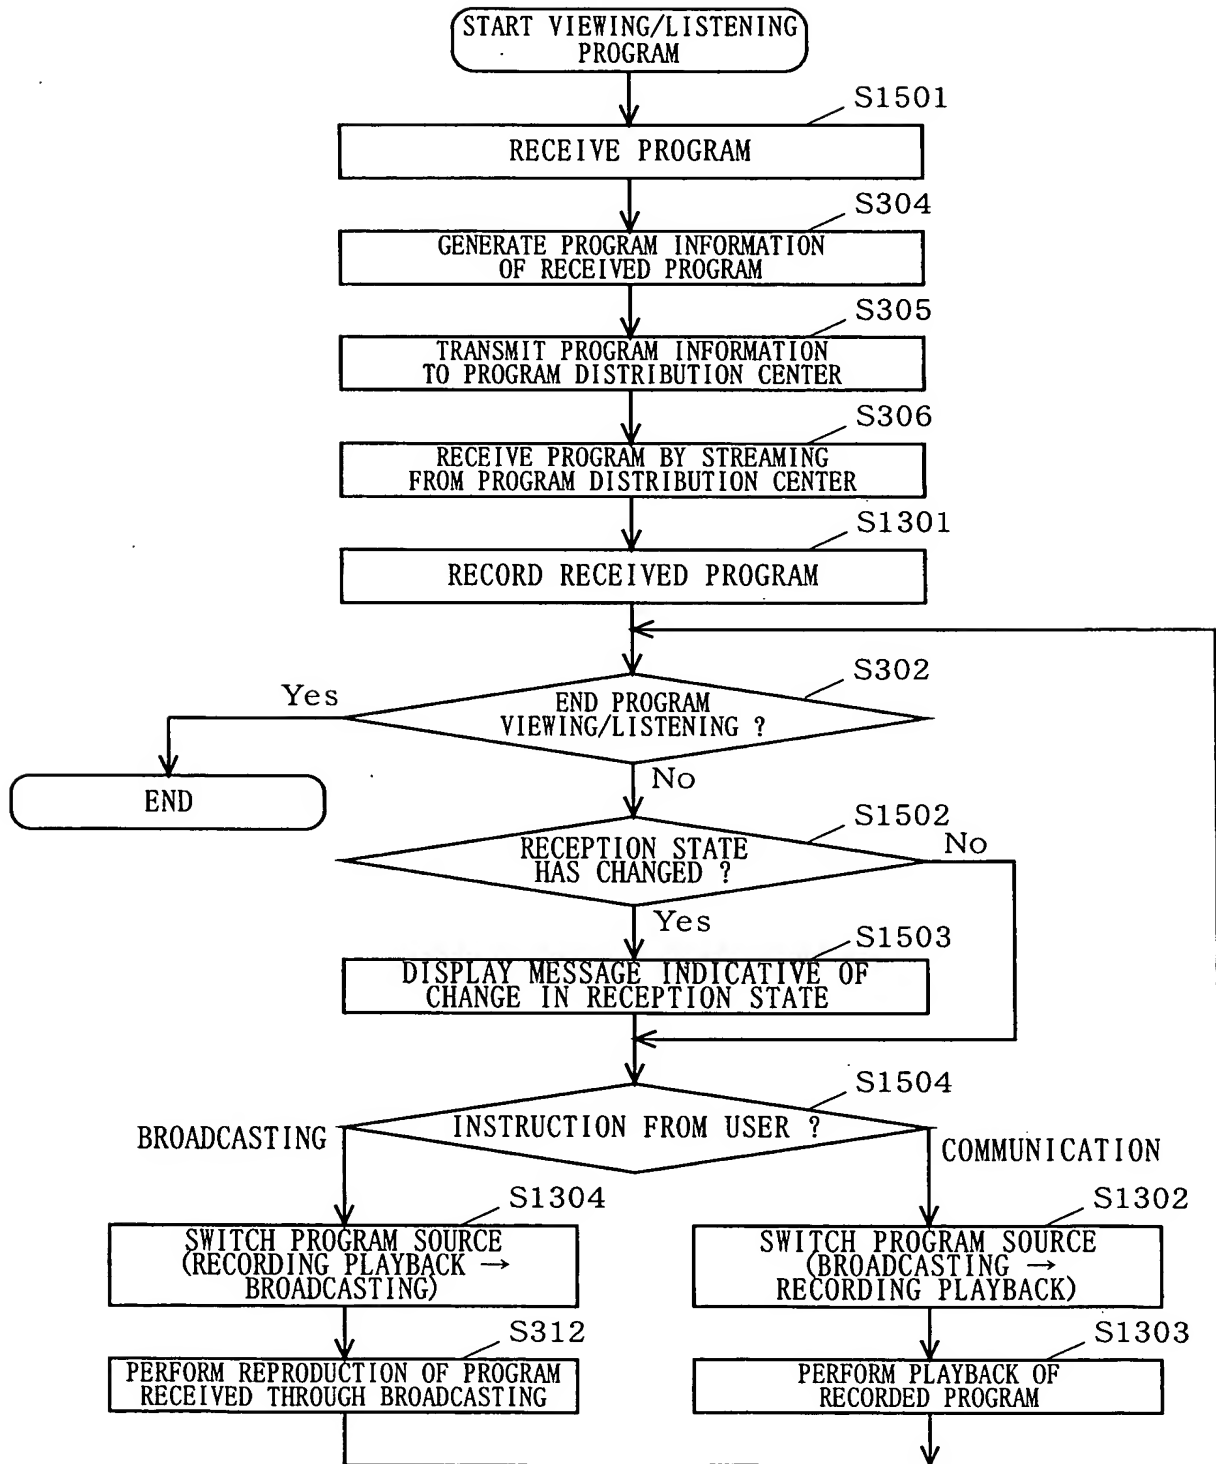 START VIEWING/LISTENING
PROGRAM
S1501
RECEIVE PROGRAM
S304
GENERATE PROGRAM INFORMATION
OF RECEIVED PROGRAM
S305
TRANSMIT PROGRAM INFORMATION
TO PROGRAM DISTRIBUTION CENTER
S306
RECEIVE PROGRAM BY STREAMING
FROM PROGRAM DISTRIBUTION CENTER
S1301
RECORD RECEIVED PROGRAM
S302
Yes
END PROGRAM
VIEWING/LISTENING ?
No
END
S1502
No
RECEPTION STATE
HAS CHANGED ?
Yes
S1503
DISPLAY MESSAGE INDICATIVE OF
CHANGE IN RECEPTION STATE
S1504
INSTRUCTION FROM USER ?
BROADCASTING
COMMUNICATION
S1304
SWITCH PROGRAM SOURCE
(RECORDING PLAYBACK →
BROADCASTING)
S1302
SWITCH PROGRAM SOURCE
(BROADCASTING →
RECORDING PLAYBACK)
S312
PERFORM REPRODUCTION OF PROGRAM
RECEIVED THROUGH BROADCASTING
S1303
PERFORM PLAYBACK OF
RECORDED PROGRAM